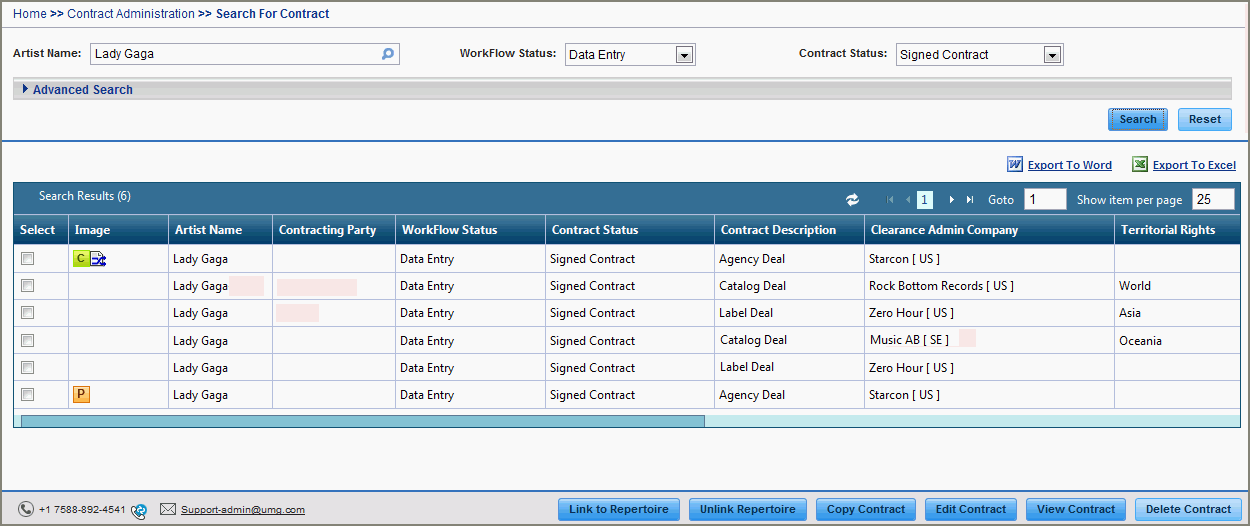 Home >> Contract Administration >> Search For Contract
Artist Name: Lady Gaga WorkFlow Status: Data Entry Contract Status: Signed Contract
Advanced Search
Search Reset
Export To Word Export To Excel
Search Results (6) 1 Goto 1 Show item per page 25
Select Image Artist Name Contracting Party WorkFlow Status Contract Status Contract Description Clearance Admin Company Territorial Rights
C Lady Gaga Data Entry Signed Contract Agency Deal Starcon [ US ]
Lady Gaga Data Entry Signed Contract Catalog Deal Rock Bottom Records [ US ] World
Lady Gaga Data Entry Signed Contract Label Deal Zero Hour [ US ] Asia
Lady Gaga Data Entry Signed Contract Catalog Deal Music AB [ SE ] Oceania
Lady Gaga Data Entry Signed Contract Label Deal Zero Hour [ US ]
P Lady Gaga Data Entry Signed Contract Agency Deal Starcon [ US ]
+1 7588-892-4541 Support-admin@umq.com Link to Repertoire Unlink Repertoire Copy Contract Edit Contract View Contract Delete Contract